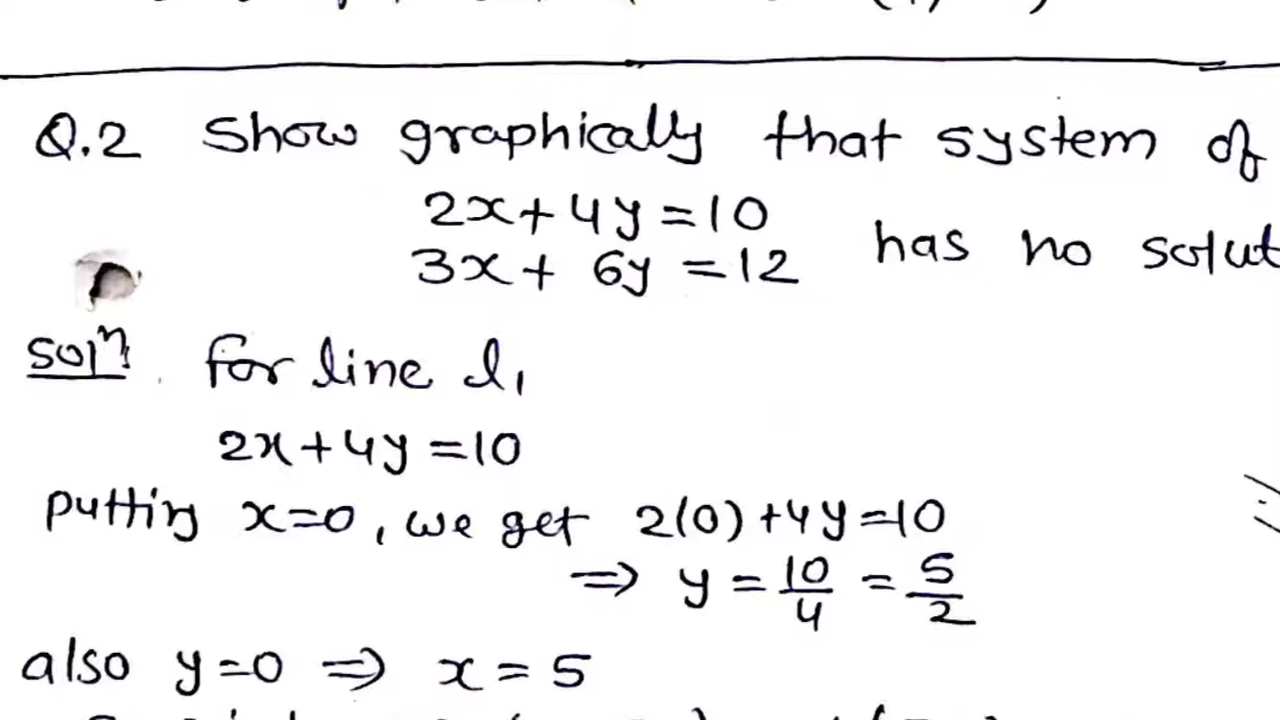 Q.2 Show graphically that system of
2x+4y=10
3x+6y=12 has no solut
Solⁿ. for line l₁
2x+4y=10
putting x=0, we get 2(0)+4y=10
⇒ y=10/4=5/2
also y=0 ⇒ x=5